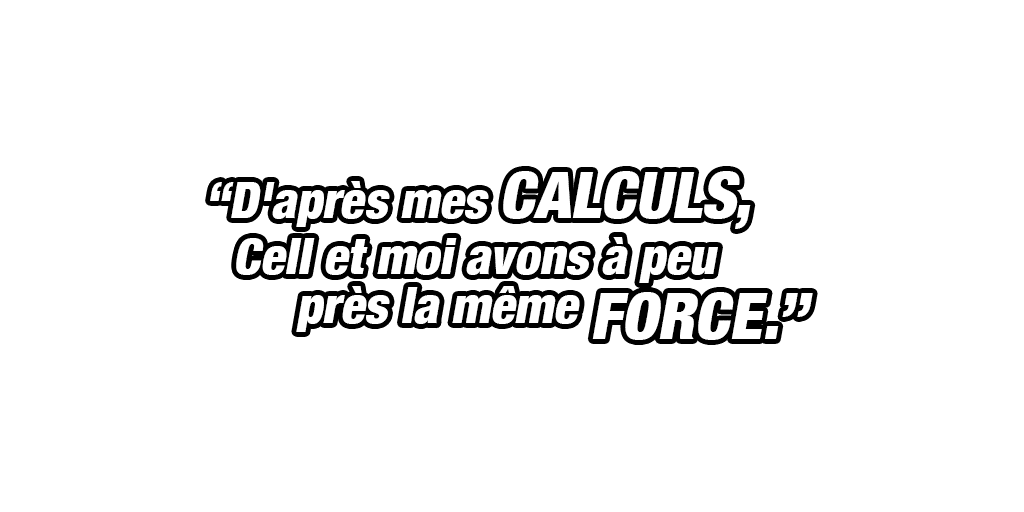 “D'après mes CALCULS,
Cell et moi avons à peu
près la même FORCE.”